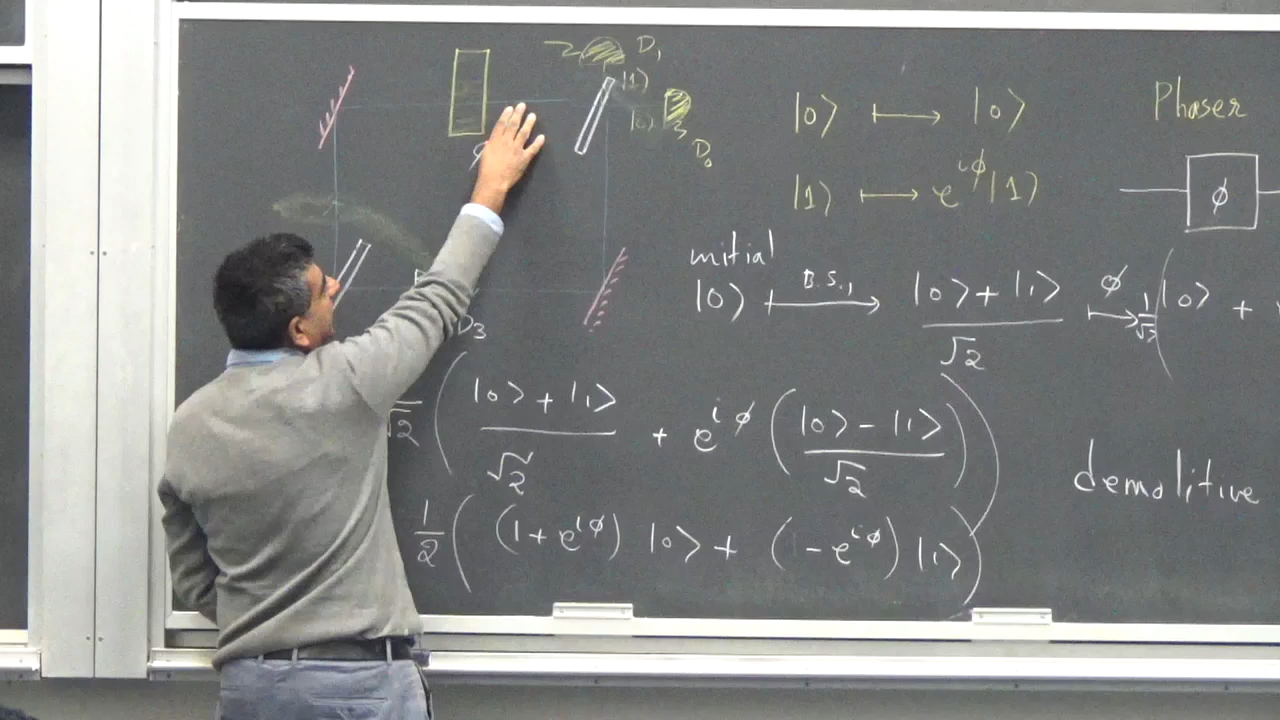 D₁
|1⟩
|0⟩
D₀
φ
D₃
|0⟩ ⟼ |0⟩
|1⟩ ⟼ e^{iφ}|1⟩
Phaser
φ
initial
|0⟩ ⟼ B.S.₁ (|0⟩+|1⟩)/√2 ⟼ φ 1/√2 (|0⟩ +
√2 ( (|0⟩+|1⟩)/√2 + e^{iφ} ( (|0⟩-|1⟩)/√2 ) )
1/2 ( (1+e^{iφ}) |0⟩ + (1-e^{iφ}) |1⟩ )
demolitive